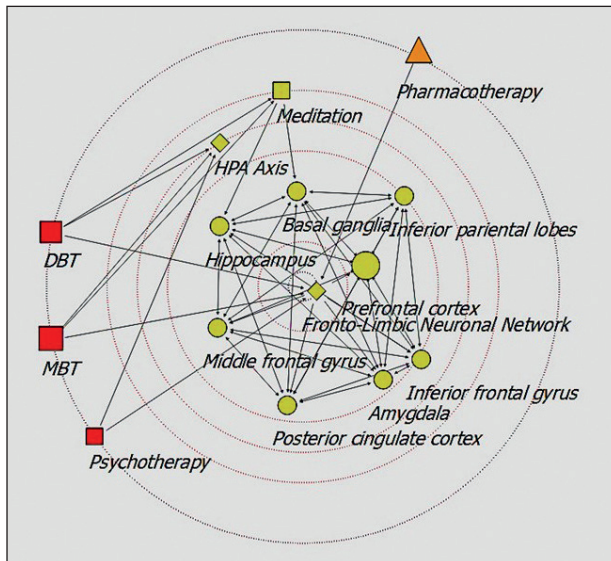 Pharmacotherapy
Meditation
HPA Axis
Basal ganglia
Inferior pariental lobes
DBT
Hippocampus
Prefrontal cortex
Fronto-Limbic Neuronal Network
MBT
Middle frontal gyrus
Inferior frontal gyrus
Amygdala
Posterior cingulate cortex
Psychotherapy